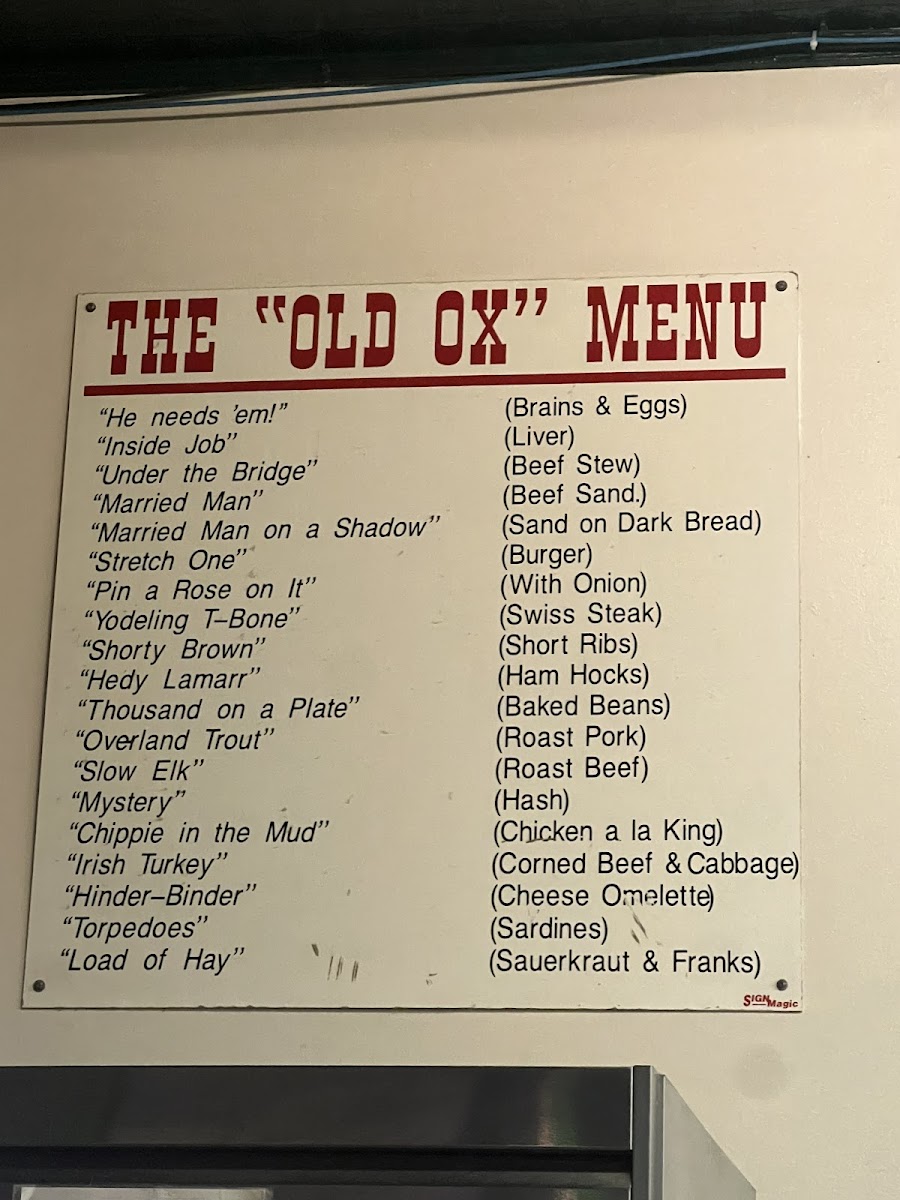 THE “OLD OX” MENU
“He needs ’em!” (Brains & Eggs)
“Inside Job” (Liver)
“Under the Bridge” (Beef Stew)
“Married Man” (Beef Sand.)
“Married Man on a Shadow” (Sand on Dark Bread)
“Stretch One” (Burger)
“Pin a Rose on It” (With Onion)
“Yodeling T–Bone” (Swiss Steak)
“Shorty Brown” (Short Ribs)
“Hedy Lamarr” (Ham Hocks)
“Thousand on a Plate” (Baked Beans)
“Overland Trout” (Roast Pork)
“Slow Elk” (Roast Beef)
“Mystery” (Hash)
“Chippie in the Mud” (Chicken a la King)
“Irish Turkey” (Corned Beef & Cabbage)
“Hinder–Binder” (Cheese Omelette)
“Torpedoes” (Sardines)
“Load of Hay” (Sauerkraut & Franks)
SIGN Magic